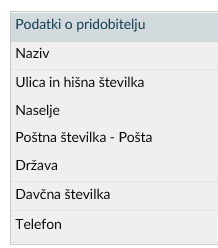 Podatki o pridobitelju
Naziv
Ulica in hišna številka
Naselje
Poštna številka - Pošta
Država
Davčna številka
Telefon